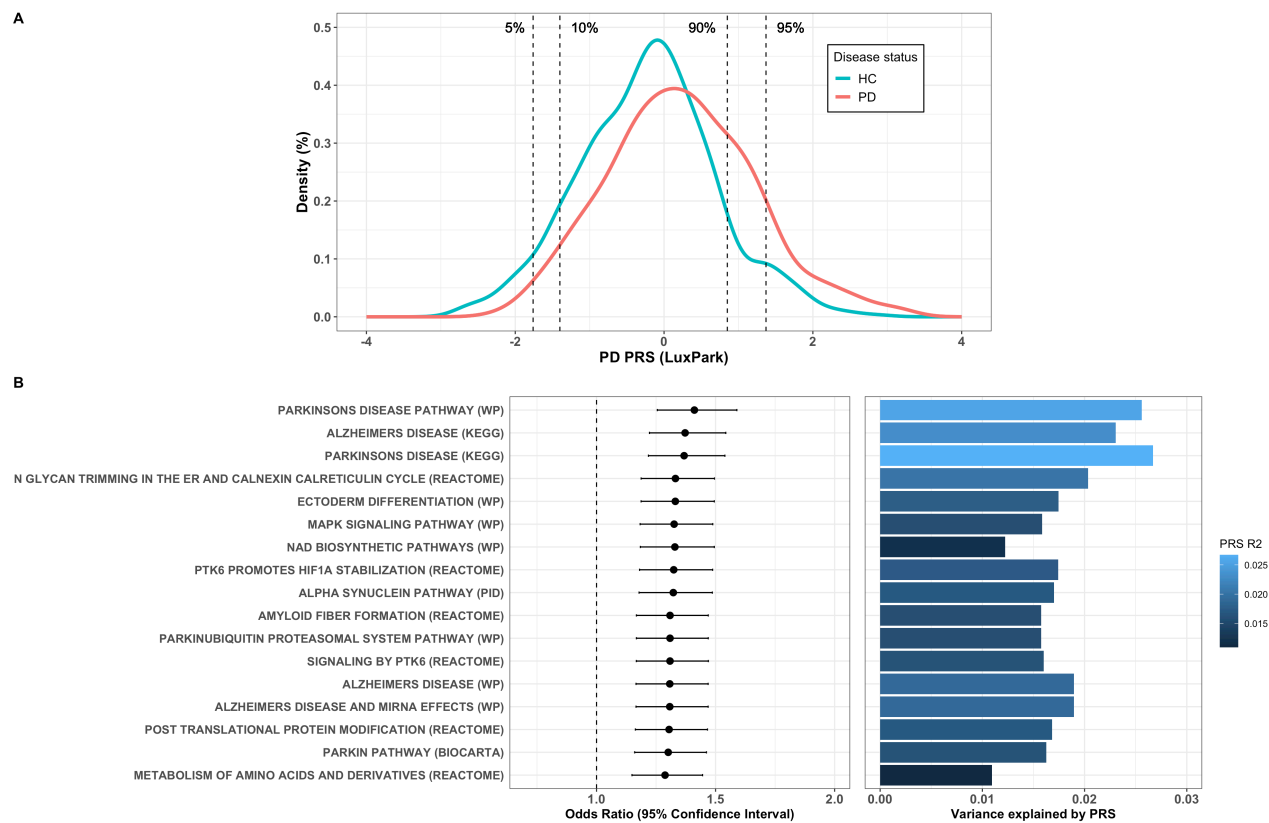 A
5%
10%
90%
95%
Disease status
HC
PD
0.5
0.4
0.3
0.2
0.1
0.0
Density (%)
-4
-2
0
2
4
PD PRS (LuxPark)
B
PARKINSONS DISEASE PATHWAY (WP)
ALZHEIMERS DISEASE (KEGG)
PARKINSONS DISEASE (KEGG)
N GLYCAN TRIMMING IN THE ER AND CALNEXIN CALRETICULIN CYCLE (REACTOME)
ECTODERM DIFFERENTIATION (WP)
MAPK SIGNALING PATHWAY (WP)
NAD BIOSYNTHETIC PATHWAYS (WP)
PTK6 PROMOTES HIF1A STABILIZATION (REACTOME)
ALPHA SYNUCLEIN PATHWAY (PID)
AMYLOID FIBER FORMATION (REACTOME)
PARKINUBIQUITIN PROTEASOMAL SYSTEM PATHWAY (WP)
SIGNALING BY PTK6 (REACTOME)
ALZHEIMERS DISEASE (WP)
ALZHEIMERS DISEASE AND MIRNA EFFECTS (WP)
POST TRANSLATIONAL PROTEIN MODIFICATION (REACTOME)
PARKIN PATHWAY (BIOCARTA)
METABOLISM OF AMINO ACIDS AND DERIVATIVES (REACTOME)
1.0
1.5
2.0
Odds Ratio (95% Confidence Interval)
0.00
0.01
0.02
0.03
Variance explained by PRS
PRS R2
0.025
0.020
0.015